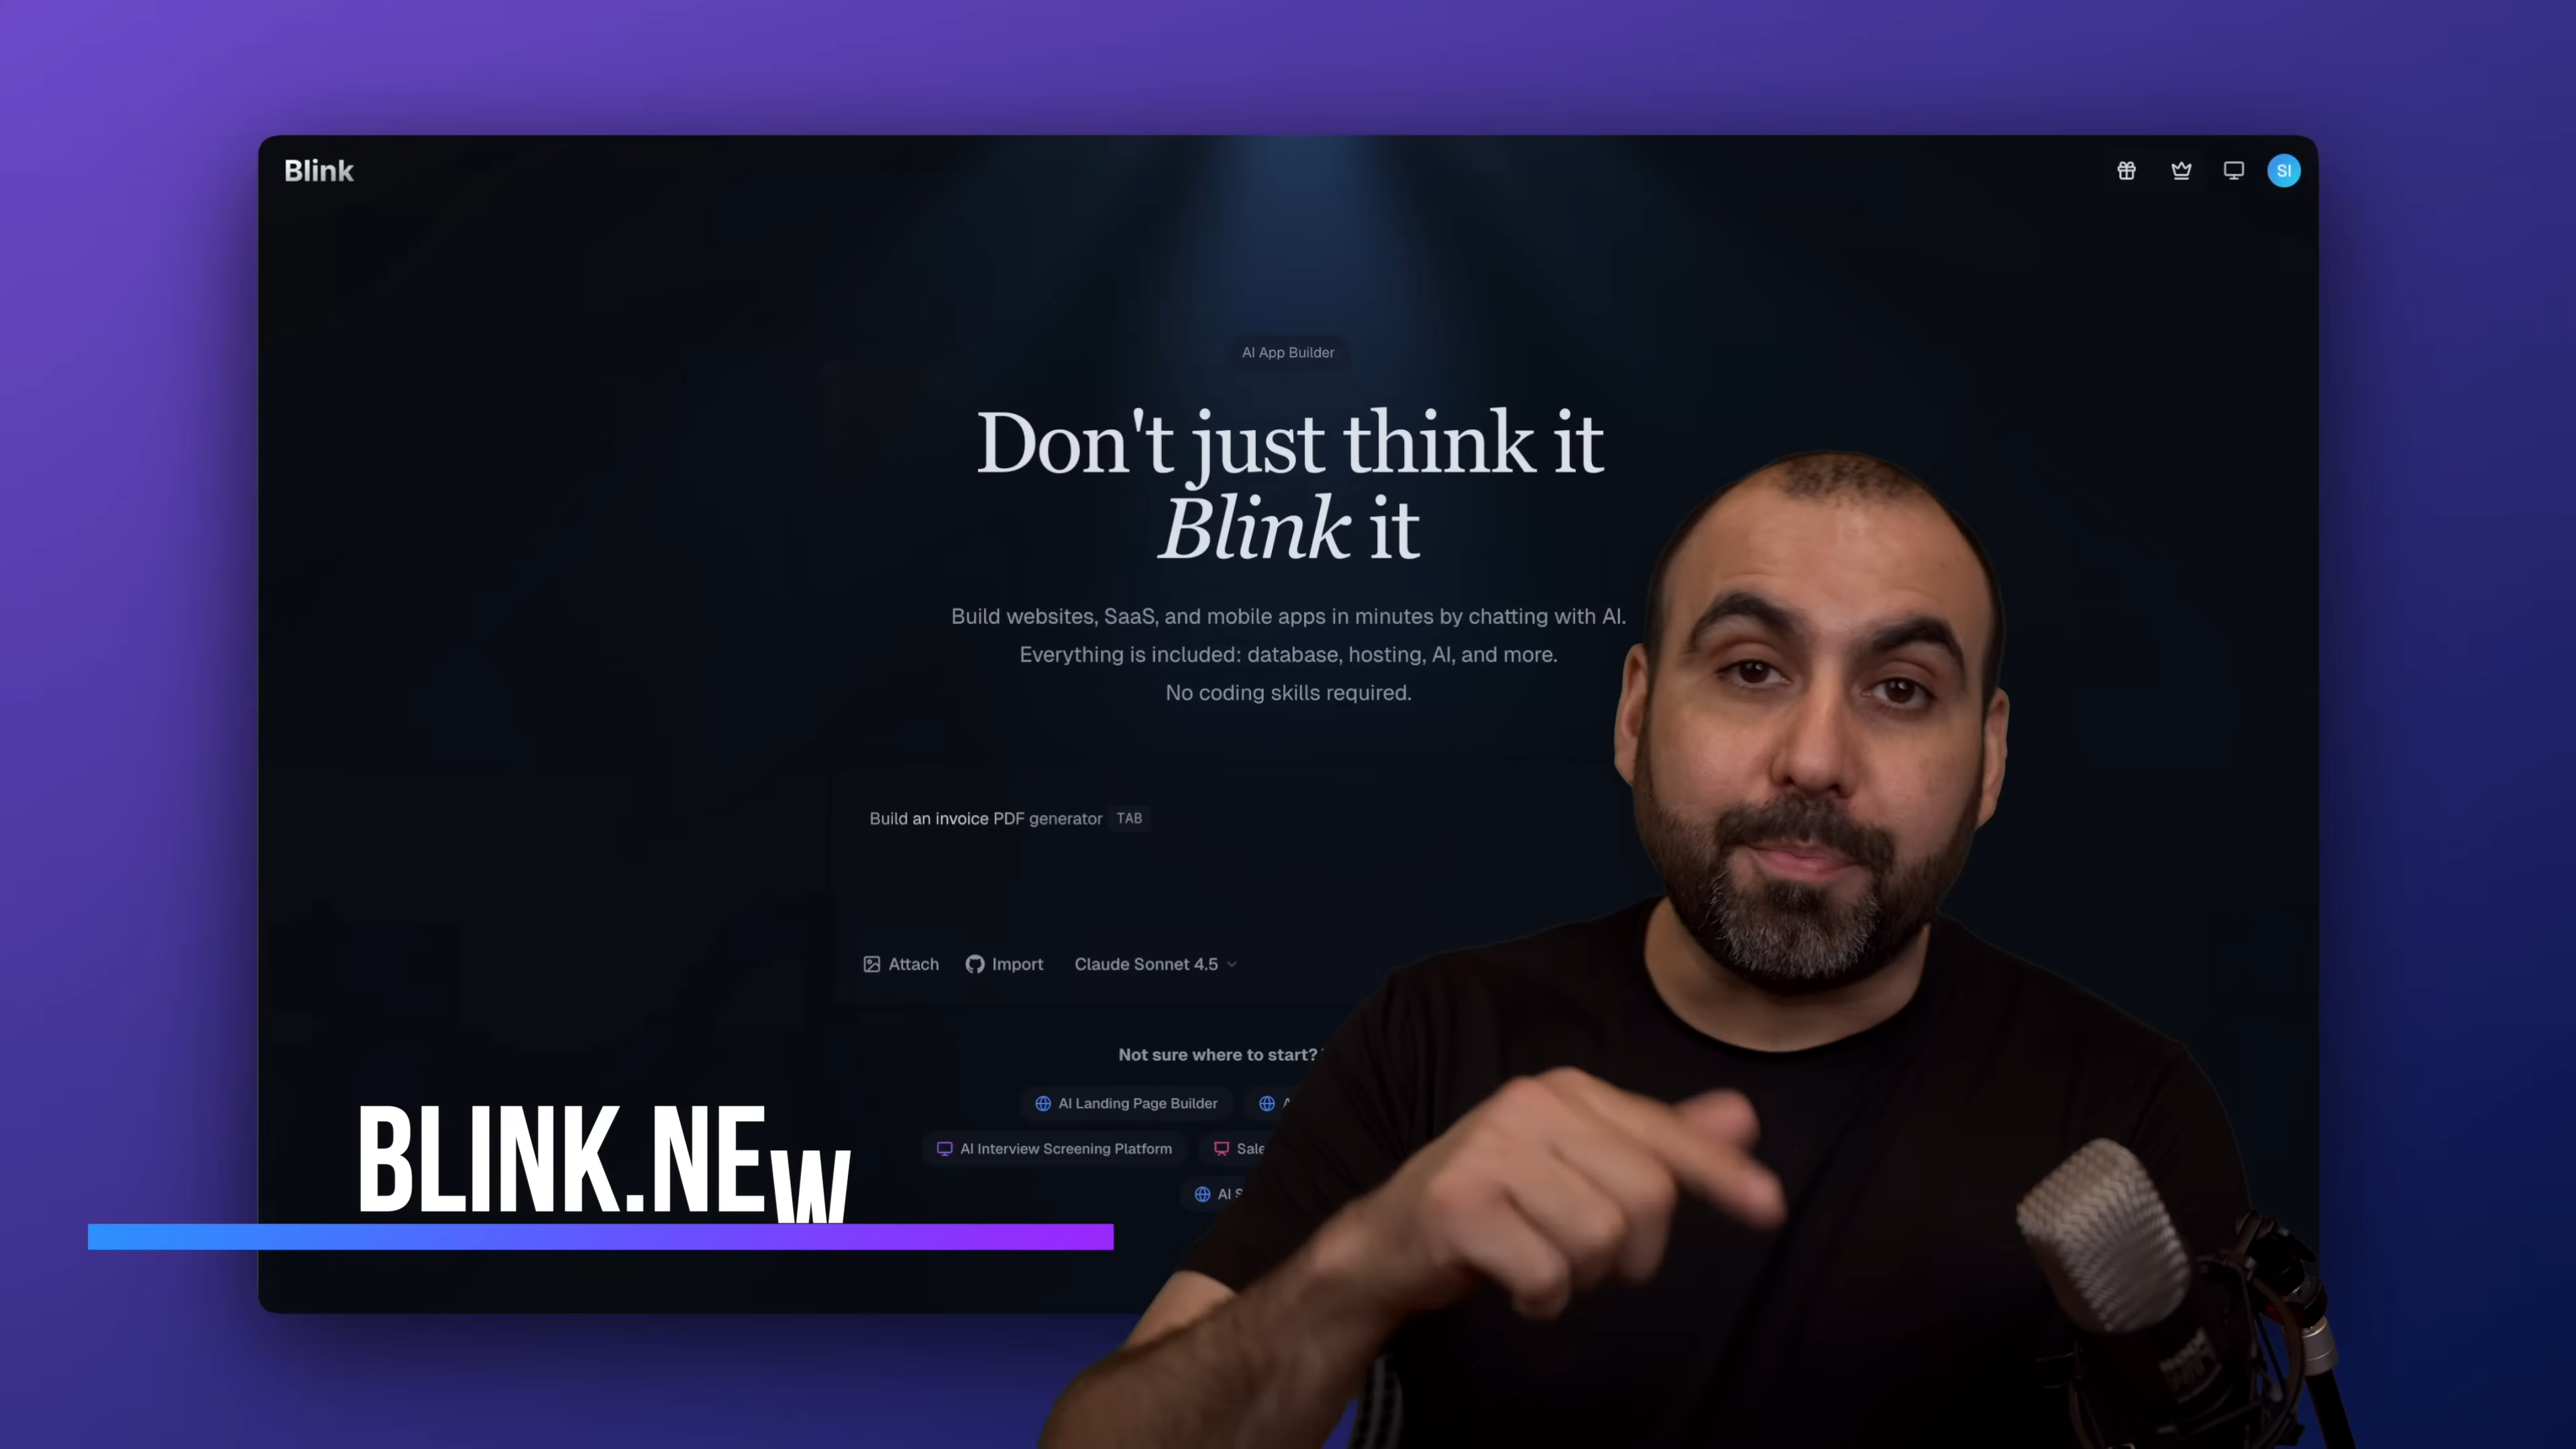 Blink
SI
AI App Builder
Don't just think it
Blink it
Build websites, SaaS, and mobile apps in minutes by chatting with AI.
Everything is included: database, hosting, AI, and more.
No coding skills required.
Build an invoice PDF generator TAB
Attach Import Claude Sonnet 4.5
Not sure where to start?
AI Landing Page Builder A
AI Interview Screening Platform Sale
AI S
BLINK.NEW